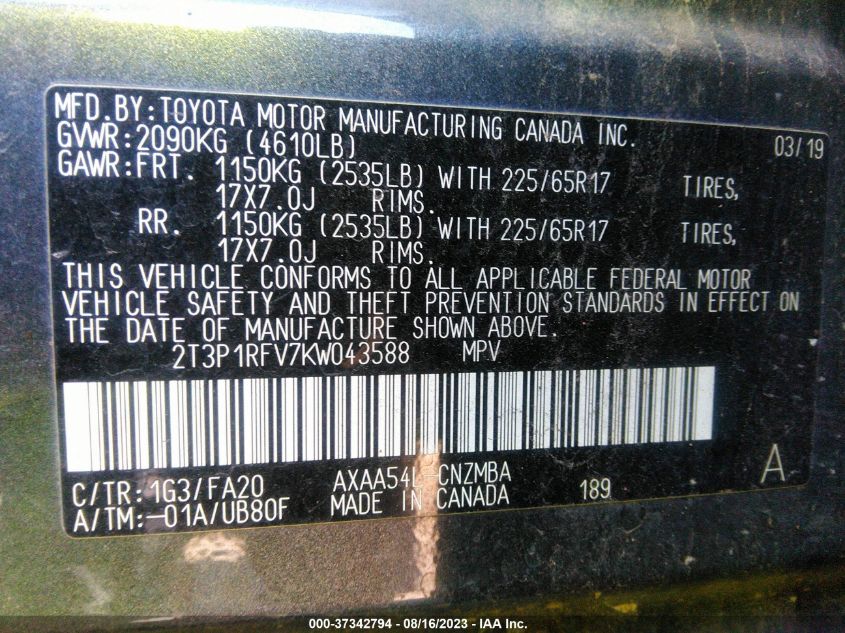 MFD.BY:TOYOTA MOTOR MANUFACTURING CANADA INC.
GVWR:2090KG (4610LB) 03/19
GAWR:FRT. 1150KG (2535LB) WITH 225/65R17 TIRES,
17X7.0J RIMS.
RR. 1150KG (2535LB) WITH 225/65R17 TIRES,
17X7.0J RIMS.
THIS VEHICLE CONFORMS TO ALL APPLICABLE FEDERAL MOTOR
VEHICLE SAFETY AND THEFT PREVENTION STANDARDS IN EFFECT ON
THE DATE OF MANUFACTURE SHOWN ABOVE.
2T3P1RFV7KW043588 MPV
C/TR:1G3/FA20 AXAA54L-CNZMBA A
A/TM:-01A/UB80F MADE IN CANADA 189
000-37342794 - 08/16/2023 - IAA Inc.